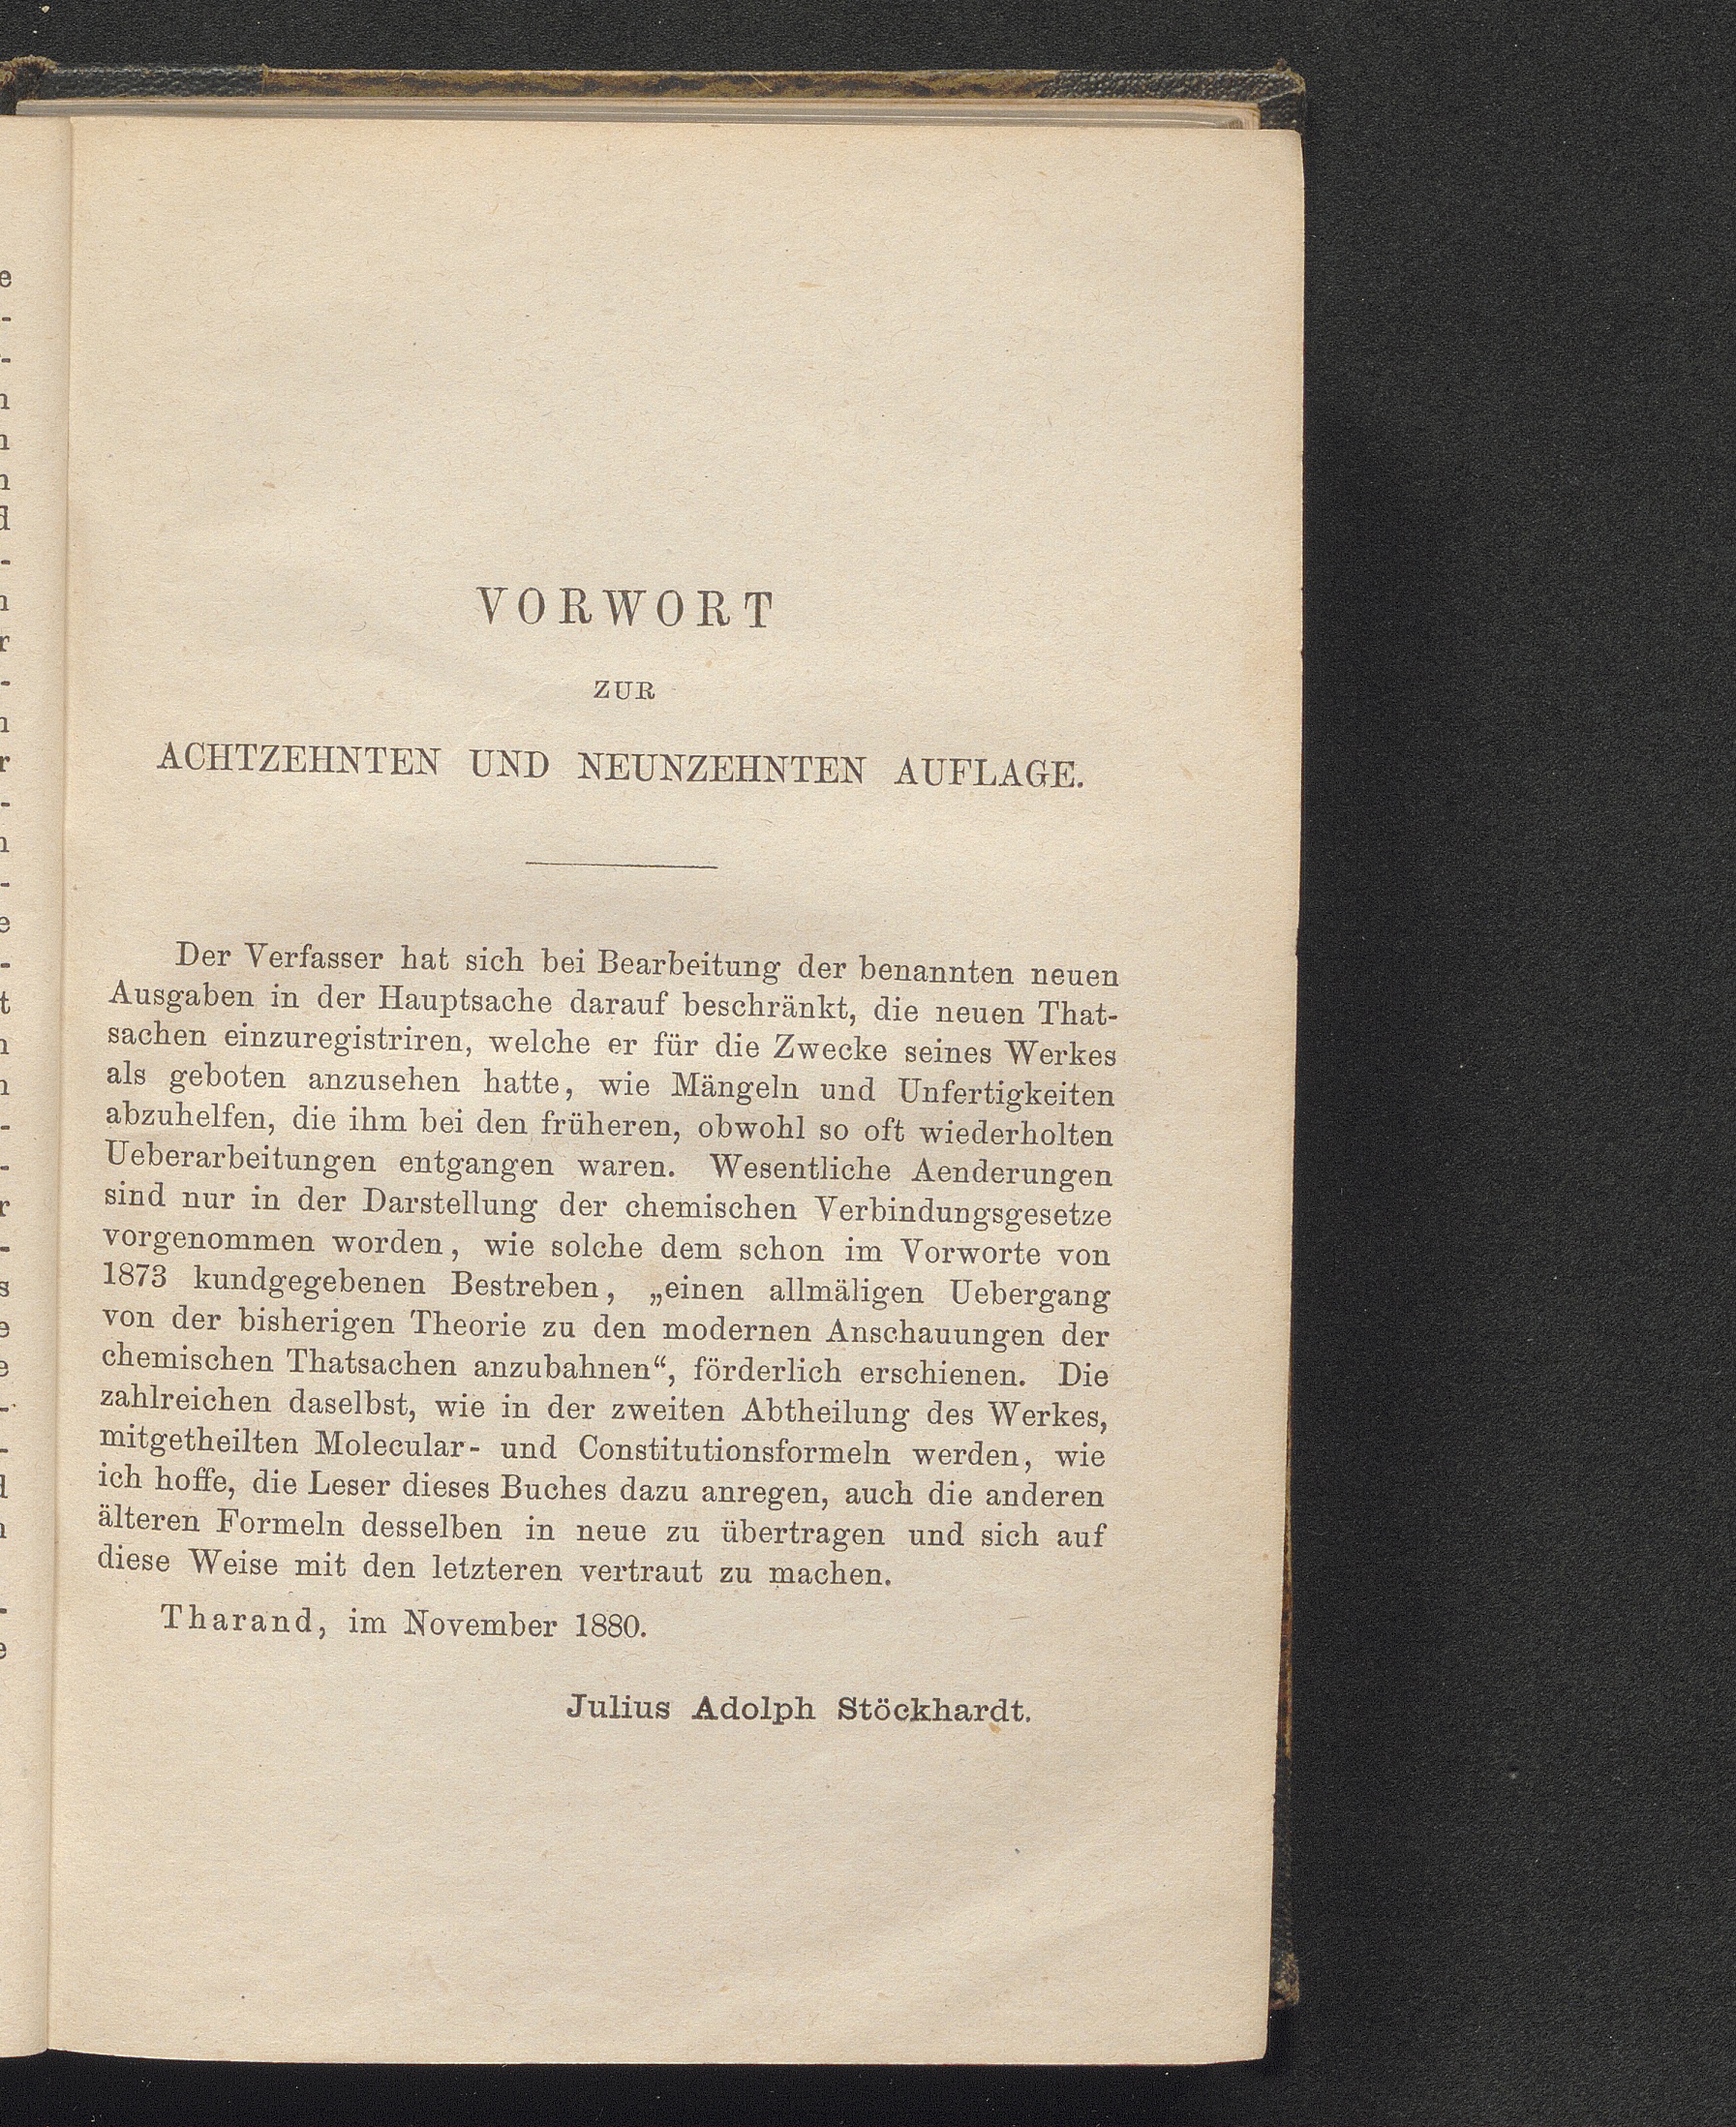 VORWORT
ZUR
ACHTZEHNTEN UND NEUNZEHNTEN AUFLAGE.
Der Verfasser hat sich bei Bearbeitung der benannten neuen
Ausgaben in der Hauptsache darauf beschränkt, die neuen That-
sachen einzuregistriren, welche er für die Zwecke seines Werkes
als geboten anzusehen hatte, wie Mängeln und Unfertigkeiten
abzuhelfen, die ihm bei den früheren, obwohl so oft wiederholten
Ueberarbeitungen entgangen waren. Wesentliche Aenderungen
sind nur in der Darstellung der chemischen Verbindungsgesetze
vorgenommen worden, wie solche dem schon im Vorworte von
1873 kundgegebenen Bestreben, „einen allmäligen Uebergang
von der bisherigen Theorie zu den modernen Anschauungen der
chemischen Thatsachen anzubahnen“, förderlich erschienen. Die
zahlreichen daselbst, wie in der zweiten Abtheilung des Werkes,
mitgetheilten Molecular- und Constitutionsformeln werden, wie
ich hoffe, die Leser dieses Buches dazu anregen, auch die anderen
älteren Formeln desselben in neue zu übertragen und sich auf
diese Weise mit den letzteren vertraut zu machen.
Tharand, im November 1880.
Julius Adolph Stöckhardt.